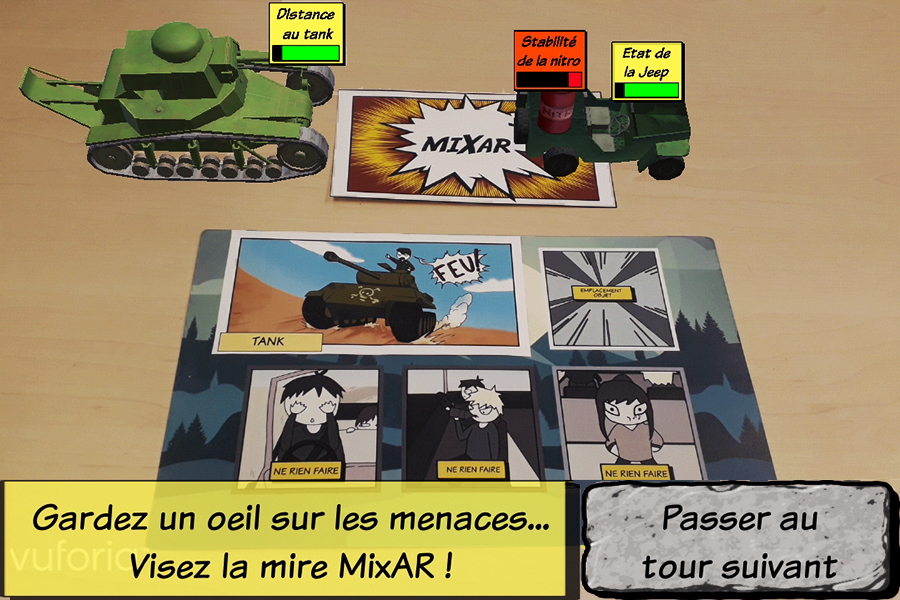 Distance
au tank
Stabilité
de la nitro
Etat de
la Jeep
NITR
MIXAR
FEU!
TANK
EMPLACEMENT
OBJET
NE RIEN FAIRE
NE RIEN FAIRE
NE RIEN FAIRE
Gardez un oeil sur les menaces...
Visez la mire MixAR !
Passer au
tour suivant
vuforia